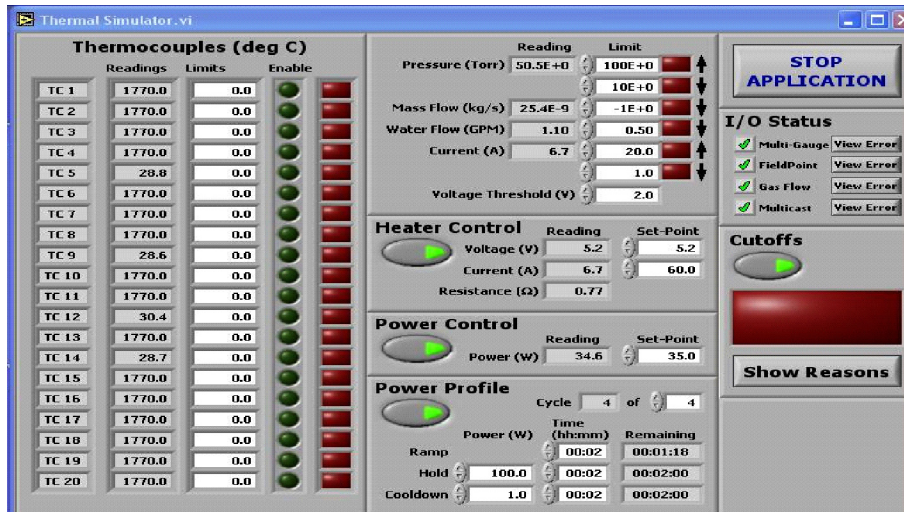 Thermal Simulator.vi
Thermocouples (deg C)
Readings Limits Enable
TC 1 1770.0 0.0
TC 2 1770.0 0.0
TC 3 1770.0 0.0
TC 4 1770.0 0.0
TC 5 28.8 0.0
TC 6 1770.0 0.0
TC 7 1770.0 0.0
TC 8 1770.0 0.0
TC 9 28.6 0.0
TC 10 1770.0 0.0
TC 11 1770.0 0.0
TC 12 30.4 0.0
TC 13 1770.0 0.0
TC 14 28.7 0.0
TC 15 1770.0 0.0
TC 16 1770.0 0.0
TC 17 1770.0 0.0
TC 18 1770.0 0.0
TC 19 1770.0 0.0
TC 20 1770.0 0.0
Reading Limit
Pressure (Torr) 50.5E+0 100E+0
10E+0
Mass Flow (kg/s) 25.4E-9 -1E+0
Water Flow (GPM) 1.10 0.50
Current (A) 6.7 20.0
1.0
Voltage Threshold (V) 2.0
Heater Control Reading Set-Point
Voltage (V) 5.2 5.2
Current (A) 6.7 60.0
Resistance (Ω) 0.77
Power Control
Reading Set-Point
Power (W) 34.6 35.0
Power Profile
Cycle 4 of 4
Time
Power (W) (hh:mm) Remaining
Ramp 00:02 00:01:18
Hold 100.0 00:02 00:02:00
Cooldown 1.0 00:02 00:02:00
STOP
APPLICATION
I/O Status
Multi-Gauge View Error
FieldPoint View Error
Gas Flow View Error
Multicast View Error
Cutoffs
Show Reasons